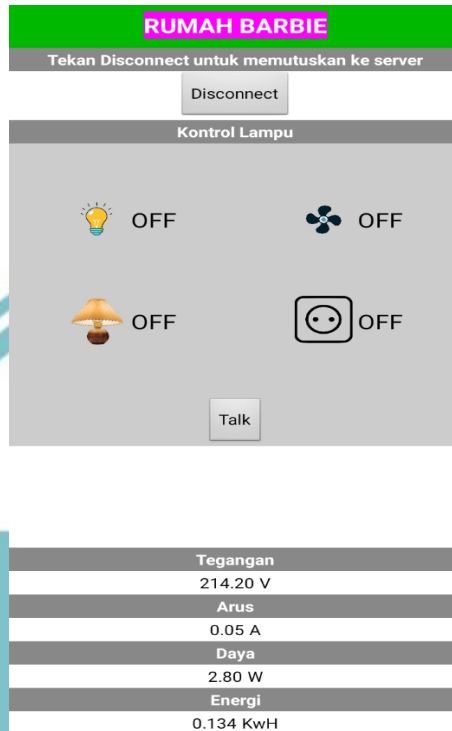 RUMAH BARBIE
Tekan Disconnect untuk memutuskan ke server
Disconnect
Kontrol Lampu
OFF OFF
OFF OFF
Talk
Tegangan
214.20 V
Arus
0.05 A
Daya
2.80 W
Energi
0.134 KwH